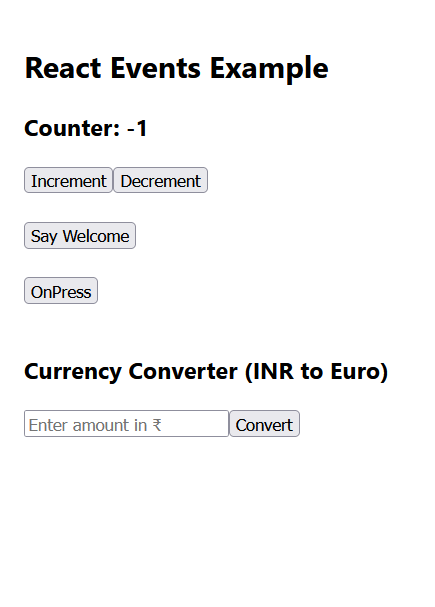 React Events Example
Counter: -1
Increment Decrement
Say Welcome
OnPress
Currency Converter (INR to Euro)
Enter amount in ₹ Convert